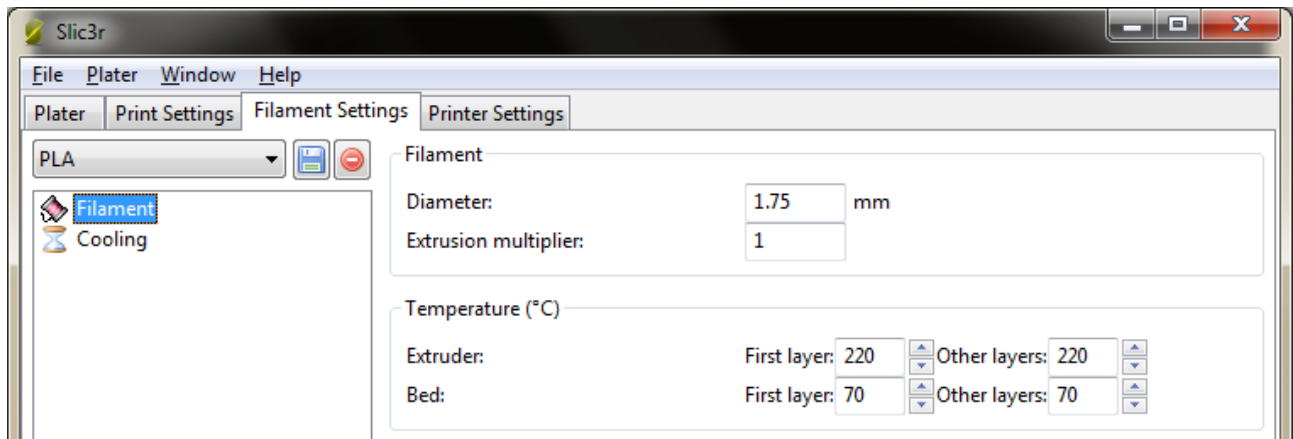 Slic3r
File Plater Window Help
Plater Print Settings Filament Settings Printer Settings
PLA
Filament
Cooling
Filament
Diameter: 1.75 mm
Extrusion multiplier: 1
Temperature (°C)
Extruder: First layer: 220 Other layers: 220
Bed: First layer: 70 Other layers: 70